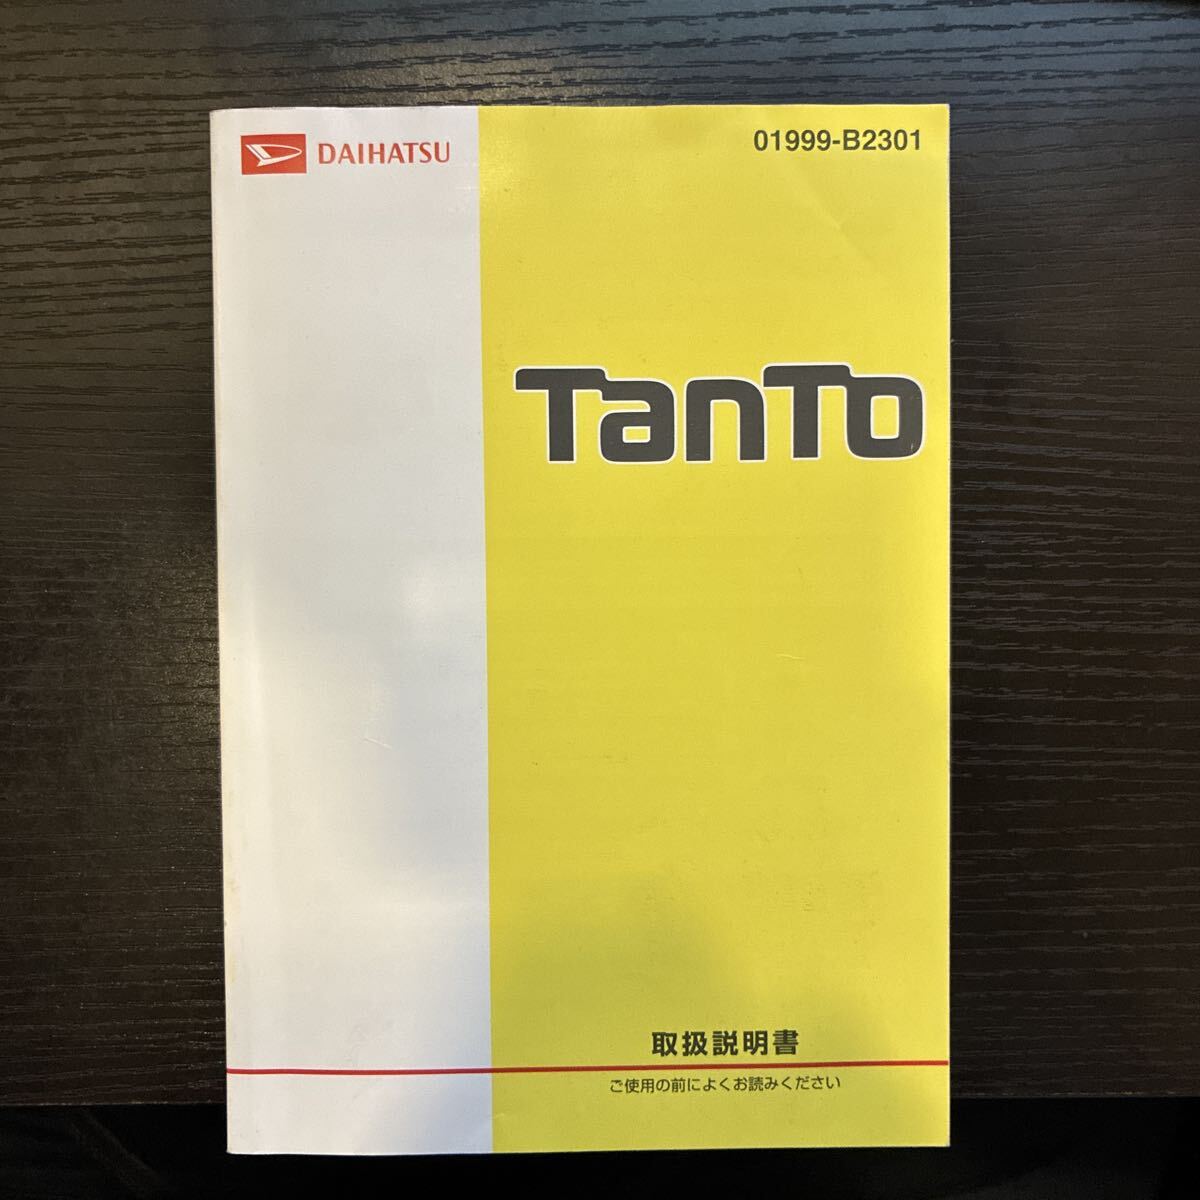 DAIHATSU
01999-B2301
TanTo
取扱説明書
ご使用の前によくお読みください